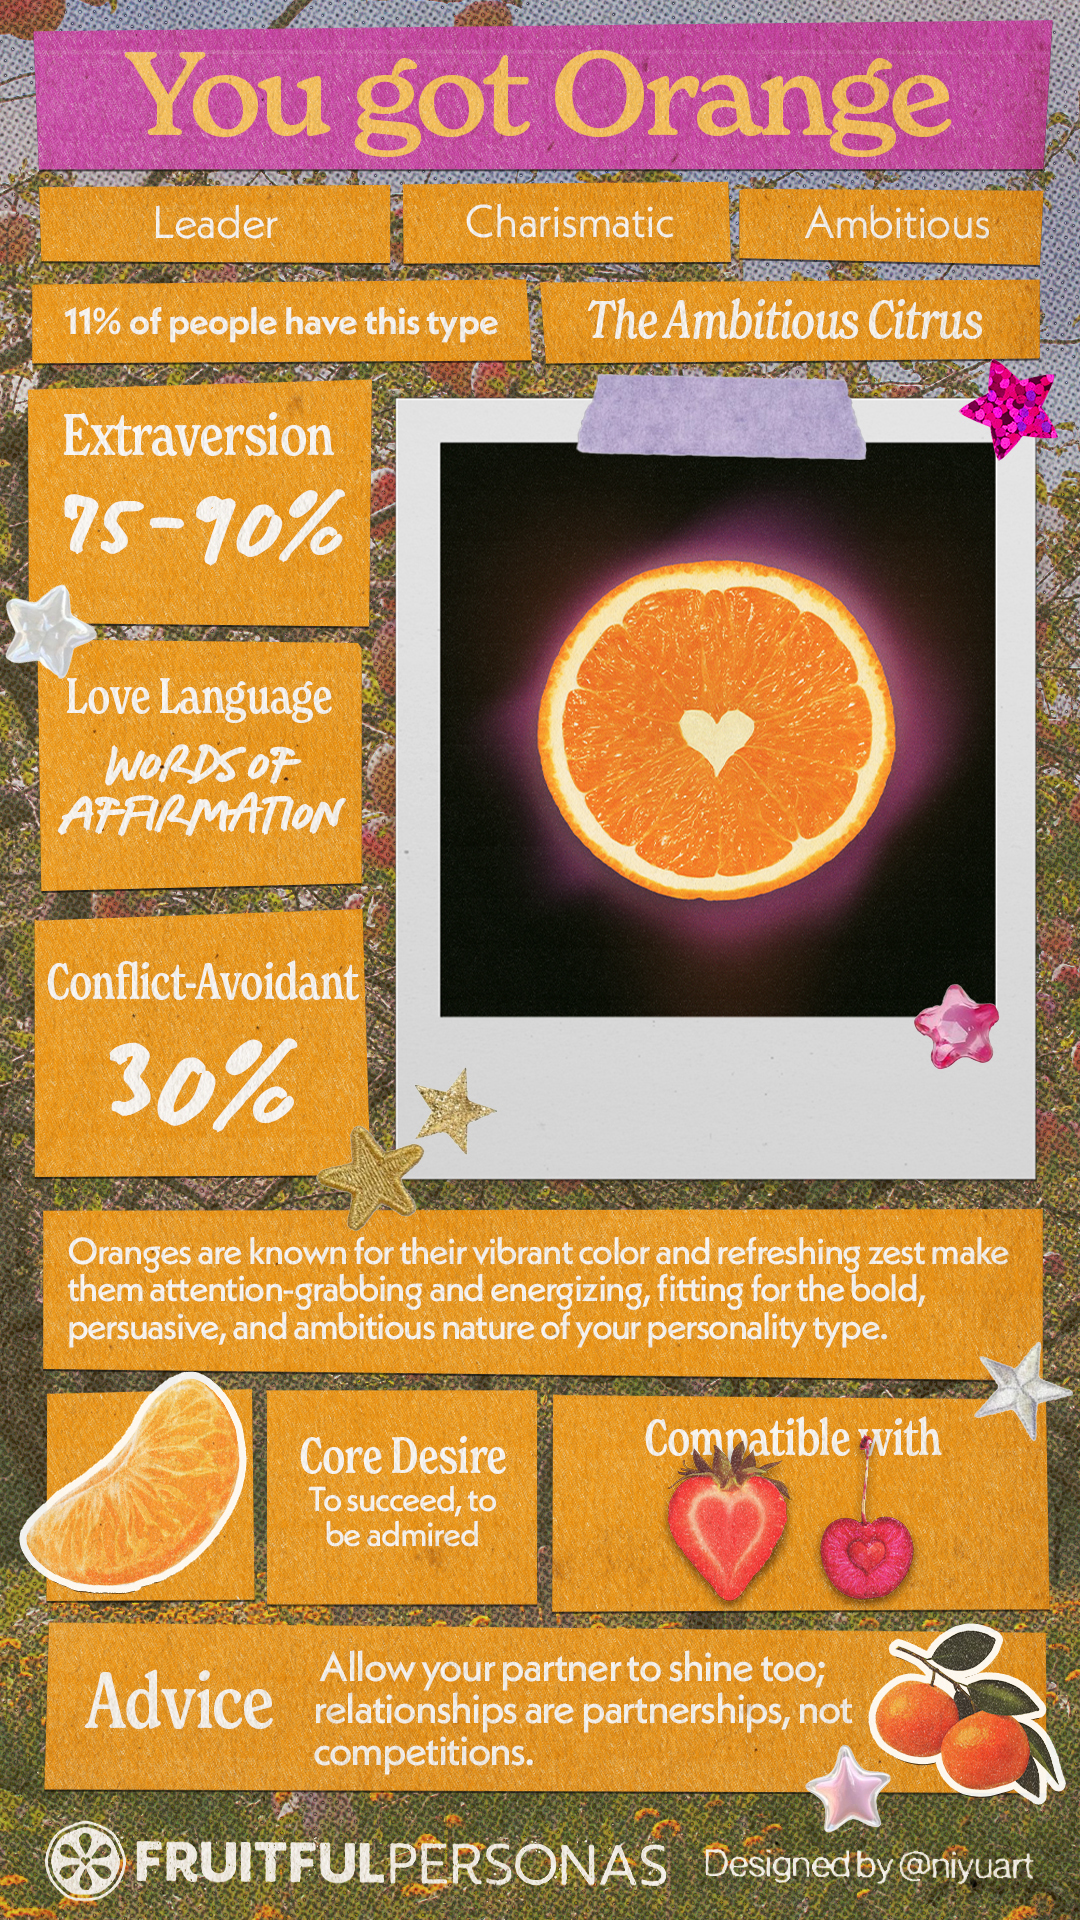 You got Orange
Leader
Charismatic
Ambitious
11% of people have this type
The Ambitious Citrus
Extraversion
75-90%
Love Language
WORDS OF
AFFIRMATION
Conflict-Avoidant
30%
Oranges are known for their vibrant color and refreshing zest make
them attention-grabbing and energizing, fitting for the bold,
persuasive, and ambitious nature of your personality type.
Core Desire
To succeed, to
be admired
Compatible with
Advice
Allow your partner to shine too;
relationships are partnerships, not
competitions.
FRUITFULPERSONAS
Designed by @niyuart